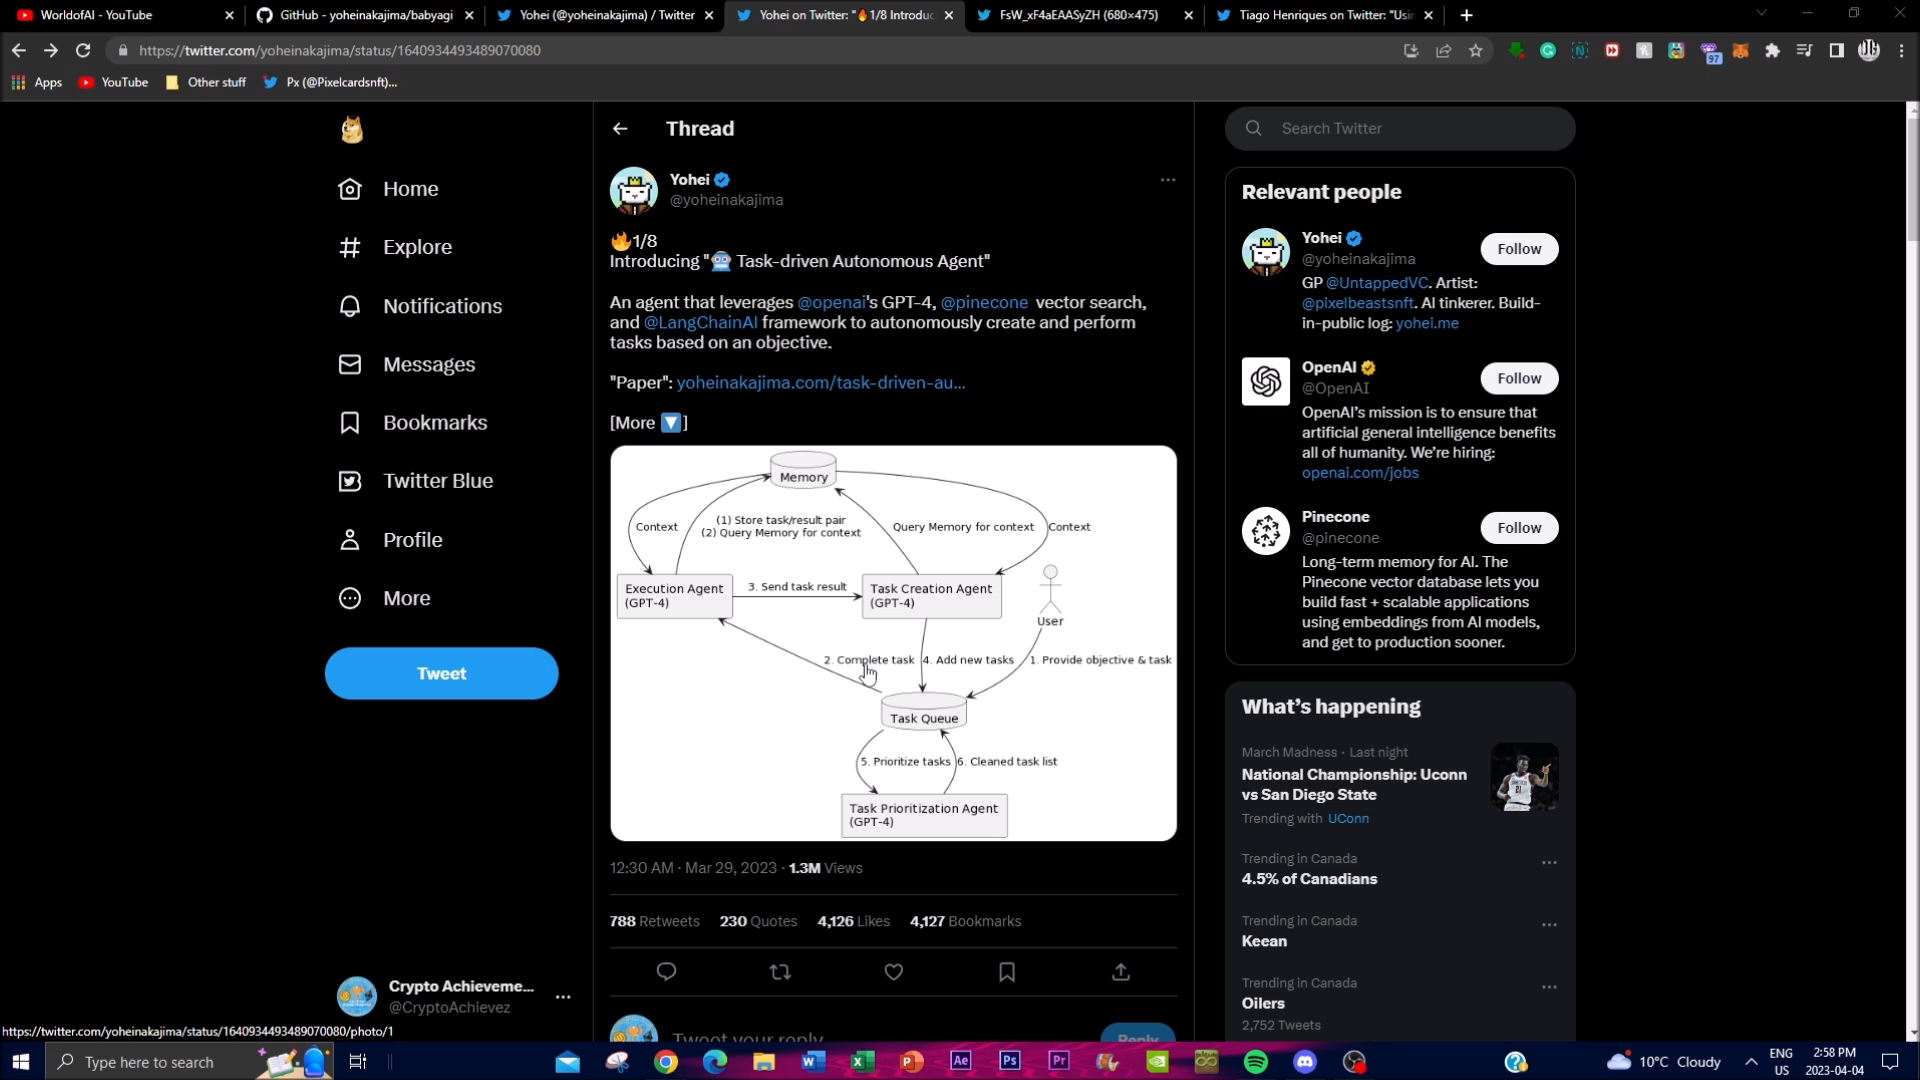 WorldofAI - YouTube
GitHub - yoheinakajima/babyagi
Yohei (@yoheinakajima) / Twitter
Yohei on Twitter: "🔥1/8 Introduc
FsW_xF4aEAASyZH (680×475)
Tiago Henriques on Twitter: "Usin
https://twitter.com/yoheinakajima/status/1640934493489070080
97
Apps
YouTube
Other stuff
Px (@Pixelcardsnft)...
Home
Explore
Notifications
Messages
Bookmarks
Twitter Blue
Profile
More
Tweet
Crypto Achieveme...
@CryptoAchievez
Thread
Yohei
@yoheinakajima
🔥1/8
Introducing "🤖 Task-driven Autonomous Agent"
An agent that leverages @openai's GPT-4, @pinecone vector search,
and @LangChainAI framework to autonomously create and perform
tasks based on an objective.
"Paper": yoheinakajima.com/task-driven-au...
[More 🔽]
Memory
Context
(1) Store task/result pair
(2) Query Memory for context
Query Memory for context
Context
Execution Agent
(GPT-4)
3. Send task result
Task Creation Agent
(GPT-4)
User
2. Complete task
4. Add new tasks
1. Provide objective & task
Task Queue
5. Prioritize tasks
6. Cleaned task list
Task Prioritization Agent
(GPT-4)
12:30 AM · Mar 29, 2023 · 1.3M Views
788 Retweets 230 Quotes 4,126 Likes 4,127 Bookmarks
Tweet your reply
Reply
Search Twitter
Relevant people
Yohei
@yoheinakajima
Follow
GP @UntappedVC. Artist:
@pixelbeastsnft. AI tinkerer. Build-
in-public log: yohei.me
OpenAI
@OpenAI
Follow
OpenAI's mission is to ensure that
artificial general intelligence benefits
all of humanity. We're hiring:
openai.com/jobs
Pinecone
@pinecone
Follow
Long-term memory for AI. The
Pinecone vector database lets you
build fast + scalable applications
using embeddings from AI models,
and get to production sooner.
What's happening
March Madness · Last night
National Championship: Uconn
vs San Diego State
Trending with UConn
Trending in Canada
4.5% of Canadians
Trending in Canada
Keean
Trending in Canada
Oilers
2,752 Tweets
https://twitter.com/yoheinakajima/status/1640934493489070080/photo/1
Type here to search
10°C Cloudy
ENG
US
2:58 PM
2023-04-04